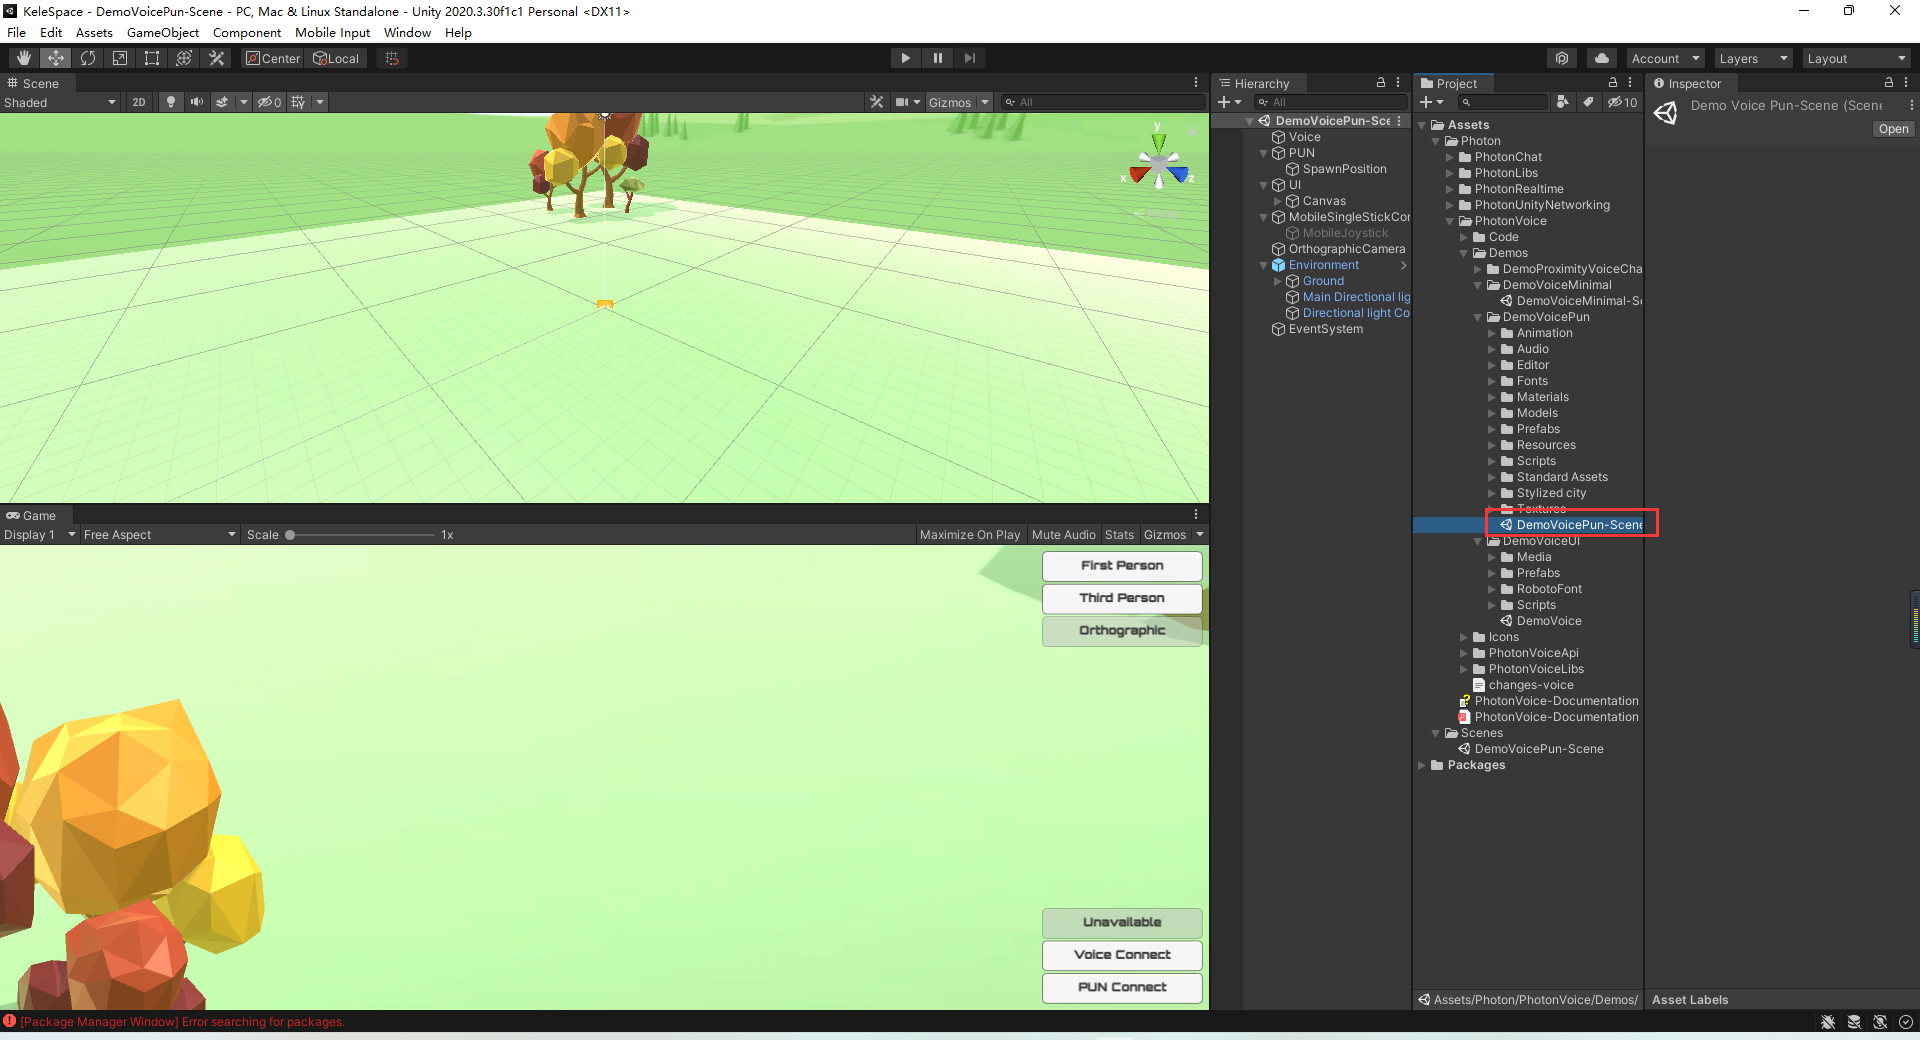 KeleSpace - DemoVoicePun-Scene - PC, Mac & Linux Standalone - Unity 2020.3.30f1c1 Personal <DX11>
File Edit Assets GameObject Component Mobile Input Window Help
Center Local Account Layers Layout
Scene
Shaded 2D 0 Gizmos All
y
x z
Game
Display 1 Free Aspect Scale 1x Maximize On Play Mute Audio Stats Gizmos
First Person
Third Person
Orthographic
Unavailable
Voice Connect
PUN Connect
Hierarchy
All
DemoVoicePun-Sce
Voice
PUN
SpawnPosition
UI
Canvas
MobileSingleStickCor
MobileJoystick
OrthographicCamera
Environment
Ground
Main Directional lig
Directional light Co
EventSystem
Project
10
Assets
Photon
PhotonChat
PhotonLibs
PhotonRealtime
PhotonUnityNetworking
PhotonVoice
Code
Demos
DemoProximityVoiceCha
DemoVoiceMinimal
DemoVoiceMinimal-Sc
DemoVoicePun
Animation
Audio
Editor
Fonts
Materials
Models
Prefabs
Resources
Scripts
Standard Assets
Stylized city
Textures
DemoVoicePun-Scene
DemoVoiceUI
Media
Prefabs
RobotoFont
Scripts
DemoVoice
Icons
PhotonVoiceApi
PhotonVoiceLibs
changes-voice
PhotonVoice-Documentation
PhotonVoice-Documentation
Scenes
DemoVoicePun-Scene
Packages
Assets/Photon/PhotonVoice/Demos/
Inspector
Demo Voice Pun-Scene (Scene
Open
Asset Labels
[Package Manager Window] Error searching for packages.